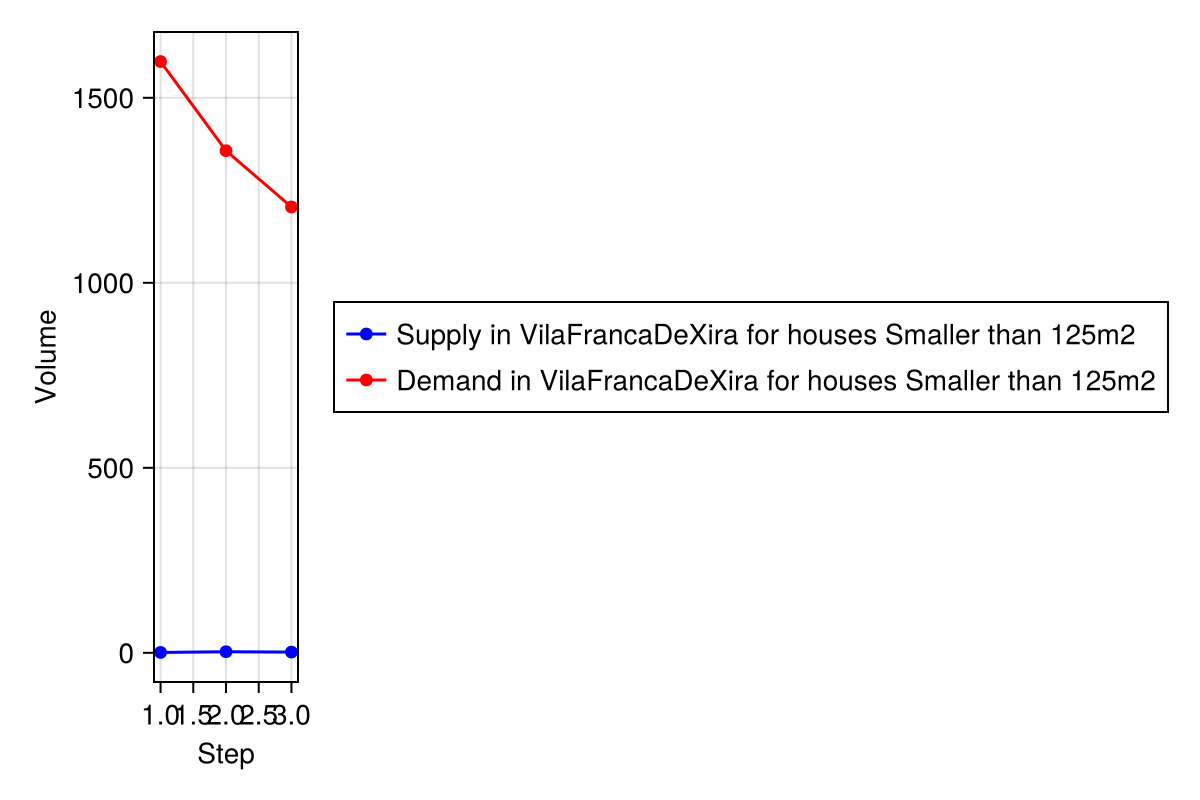 Volume
1500
1000
500
0
1.0 1.5 2.0 2.5 3.0
Step
Supply in VilaFrancaDeXira for houses Smaller than 125m2
Demand in VilaFrancaDeXira for houses Smaller than 125m2